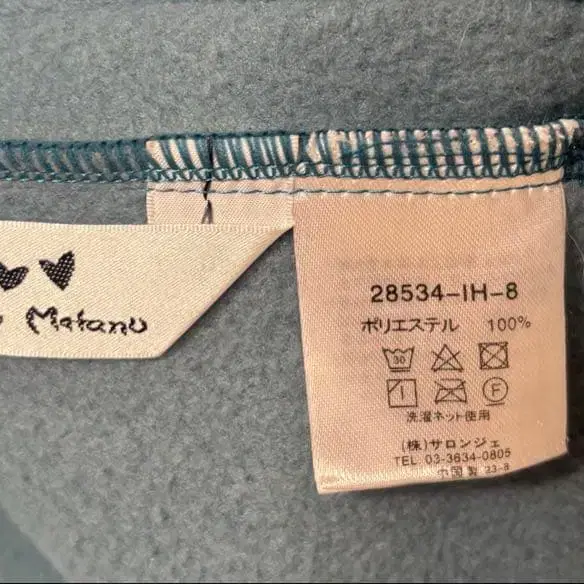 Matano
28534-IH-8
ポリエステル 100%
30
F
洗濯ネット使用
(株)サロンジェ
TEL 03-3634-0805
中国製 23-8